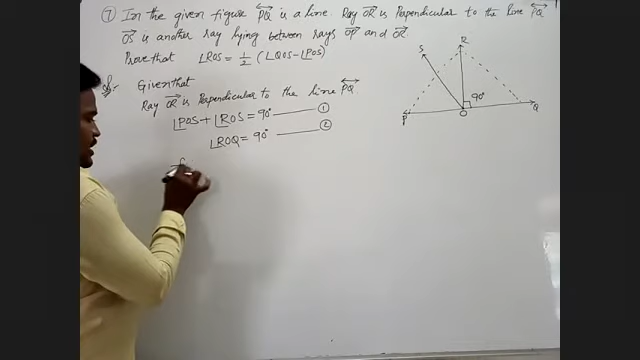 ⑦ In the given figure PQ is a line. Ray OR is Perpendicular to the line PQ
OS is another ray lying between rays OP and OR.
Prove that ∠ROS = 1/2 (∠QOS-∠POS)
Sol:- Given that
Ray OR is Perpendicular to the line PQ
∠POS + ∠ROS = 90° — ①
∠ROQ = 90° — ②
S
R
90°
P
O
Q